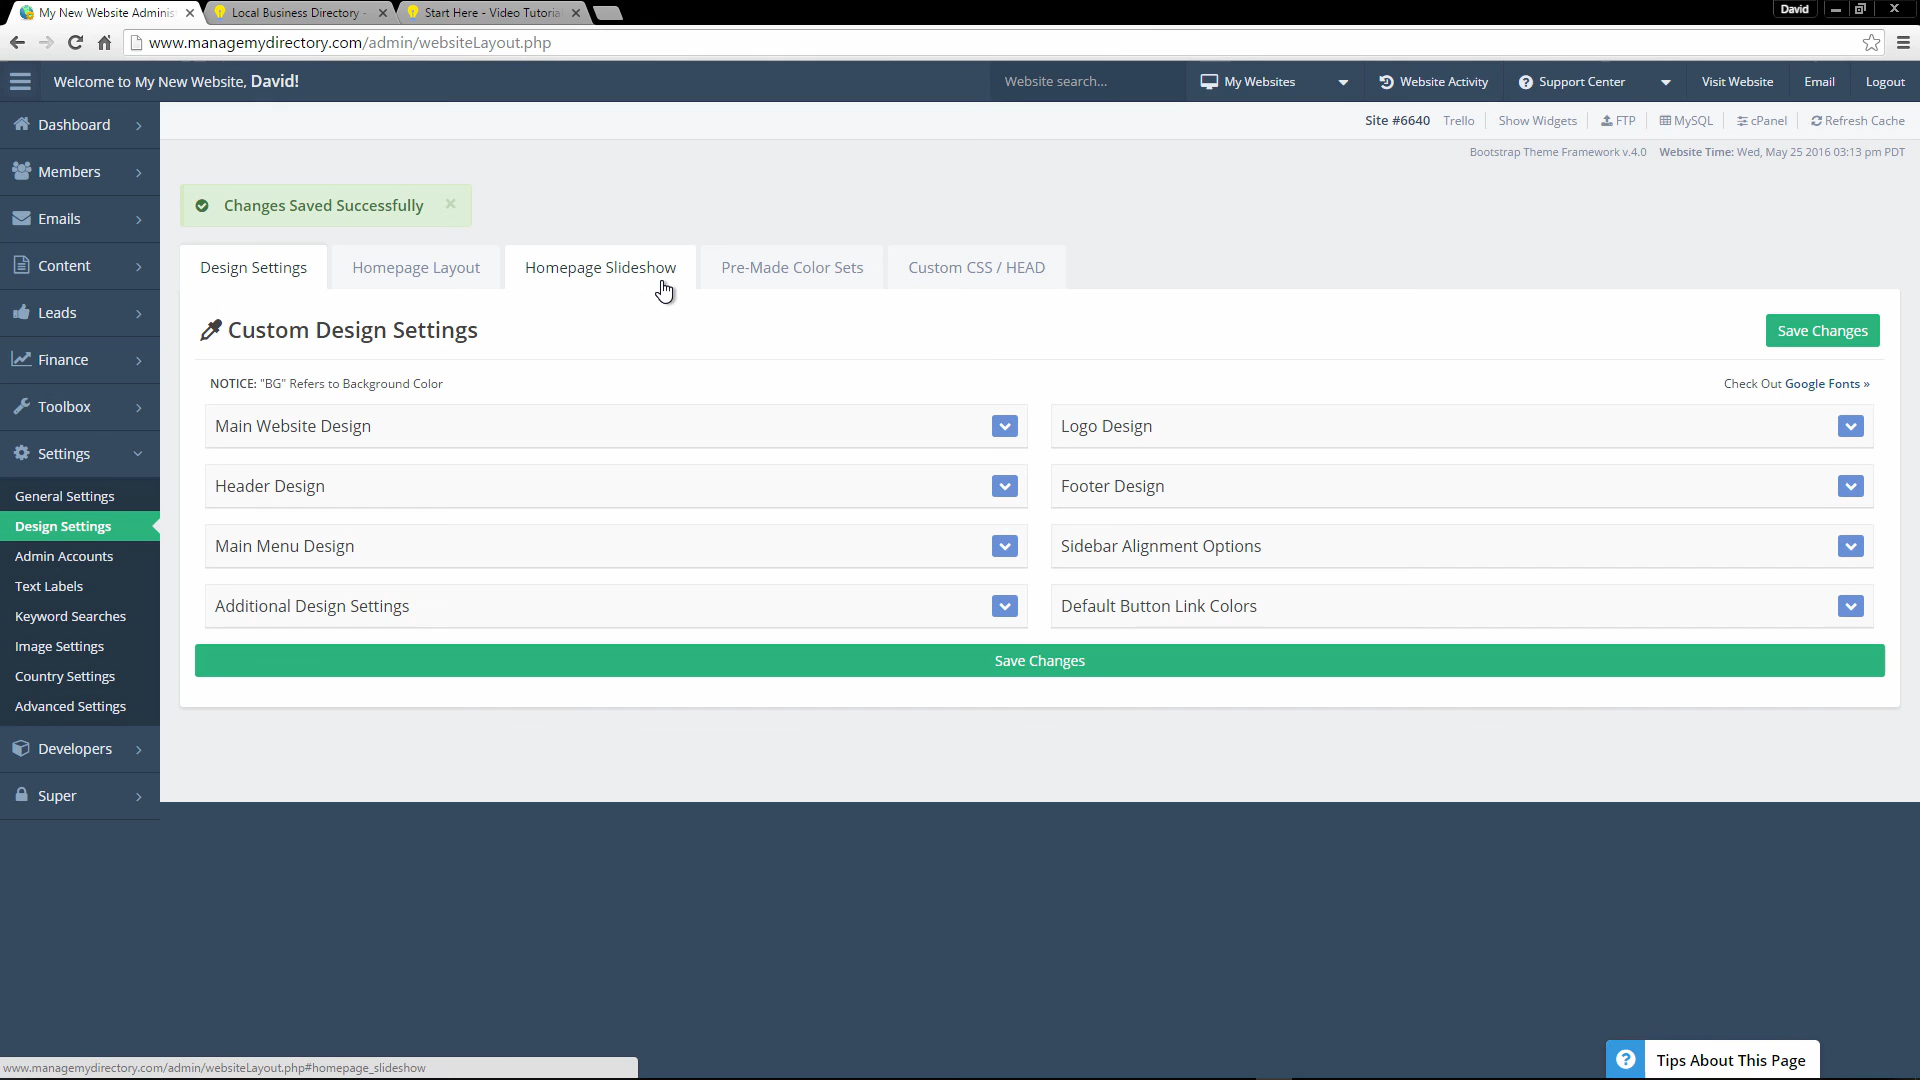 My New Website Adminis
Local Business Directory -
Start Here - Video Tutoria
David
www.managemydirectory.com/admin/websiteLayout.php
Welcome to My New Website, David!
Website search...
My Websites
Website Activity
Support Center
Visit Website
Email
Logout
Site #6640
Trello
Show Widgets
FTP
MySQL
cPanel
Refresh Cache
Bootstrap Theme Framework v.4.0
Website Time: Wed, May 25 2016 03:13 pm PDT
Dashboard
Members
Emails
Content
Leads
Finance
Toolbox
Settings
General Settings
Design Settings
Admin Accounts
Text Labels
Keyword Searches
Image Settings
Country Settings
Advanced Settings
Developers
Super
Changes Saved Successfully
Design Settings
Homepage Layout
Homepage Slideshow
Pre-Made Color Sets
Custom CSS / HEAD
Custom Design Settings
Save Changes
NOTICE: "BG" Refers to Background Color
Check Out Google Fonts »
Main Website Design
Logo Design
Header Design
Footer Design
Main Menu Design
Sidebar Alignment Options
Additional Design Settings
Default Button Link Colors
Save Changes
www.managemydirectory.com/admin/websiteLayout.php#homepage_slideshow
Tips About This Page